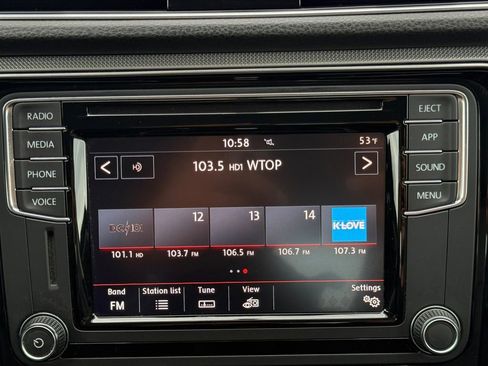 RADIO
MEDIA
PHONE
VOICE
EJECT
APP
SOUND
MENU
10:58 53 °F
103.5 HD1 WTOP
DC101 12 13 14 K-LOVE
101.1 HD 103.7 FM 106.5 FM 106.7 FM 107.3 FM
Band Station list Tune View Settings
FM